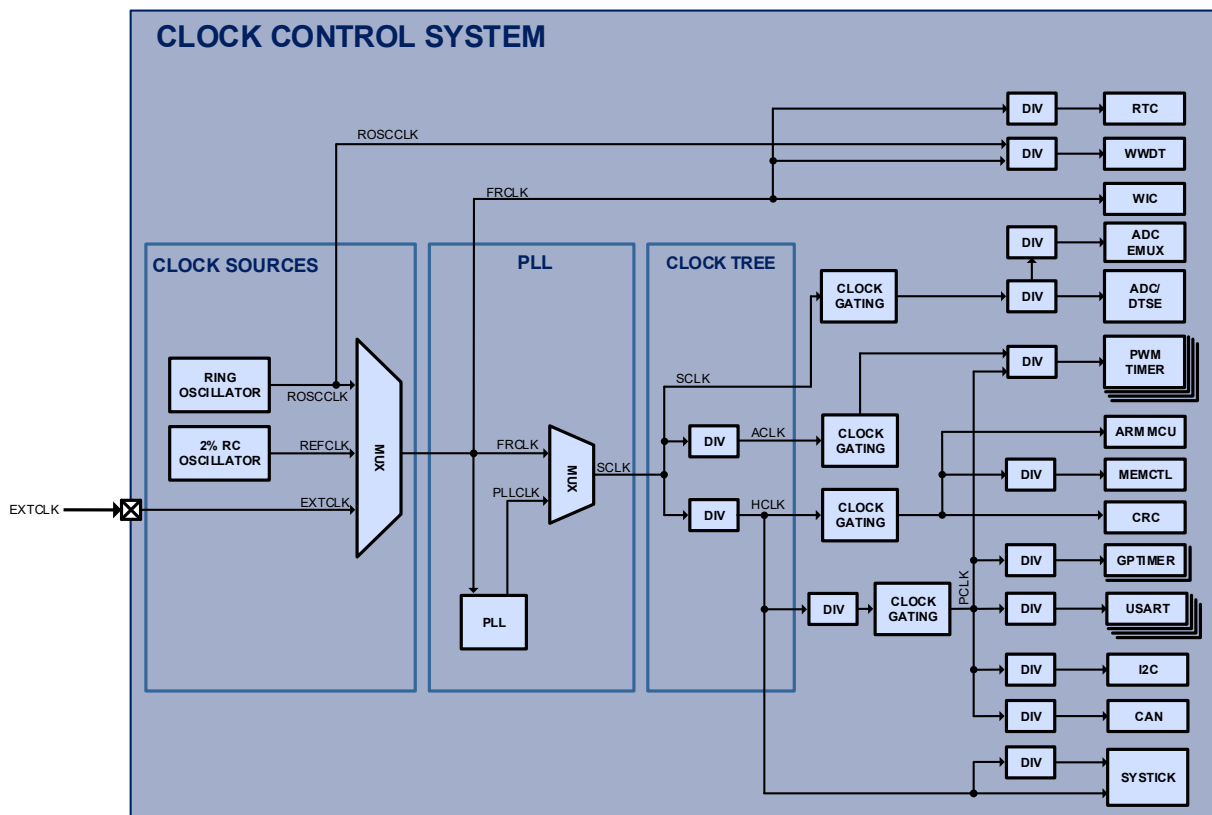 CLOCK CONTROL SYSTEM
DIV
RTC
ROSCCLK
DIV
WWDT
FRCLK
WIC
CLOCK SOURCES
PLL
CLOCK TREE
DIV
ADC
EMUX
CLOCK
GATING
DIV
ADC/
DTSE
RING
OSCILLATOR
ROSCCLK
SCLK
DIV
PWM
TIMER
2% RC
OSCILLATOR
REFCLK
MUX
FRCLK
MUX
SCLK
DIV
ACLK
CLOCK
GATING
ARM MCU
DIV
MEMCTL
EXTCLK
EXTCLK
PLLCLK
DIV
HCLK
CLOCK
GATING
CRC
DIV
GPTIMER
PLL
DIV
CLOCK
GATING
PCLK
DIV
USART
DIV
I2C
DIV
CAN
DIV
SYSTICK